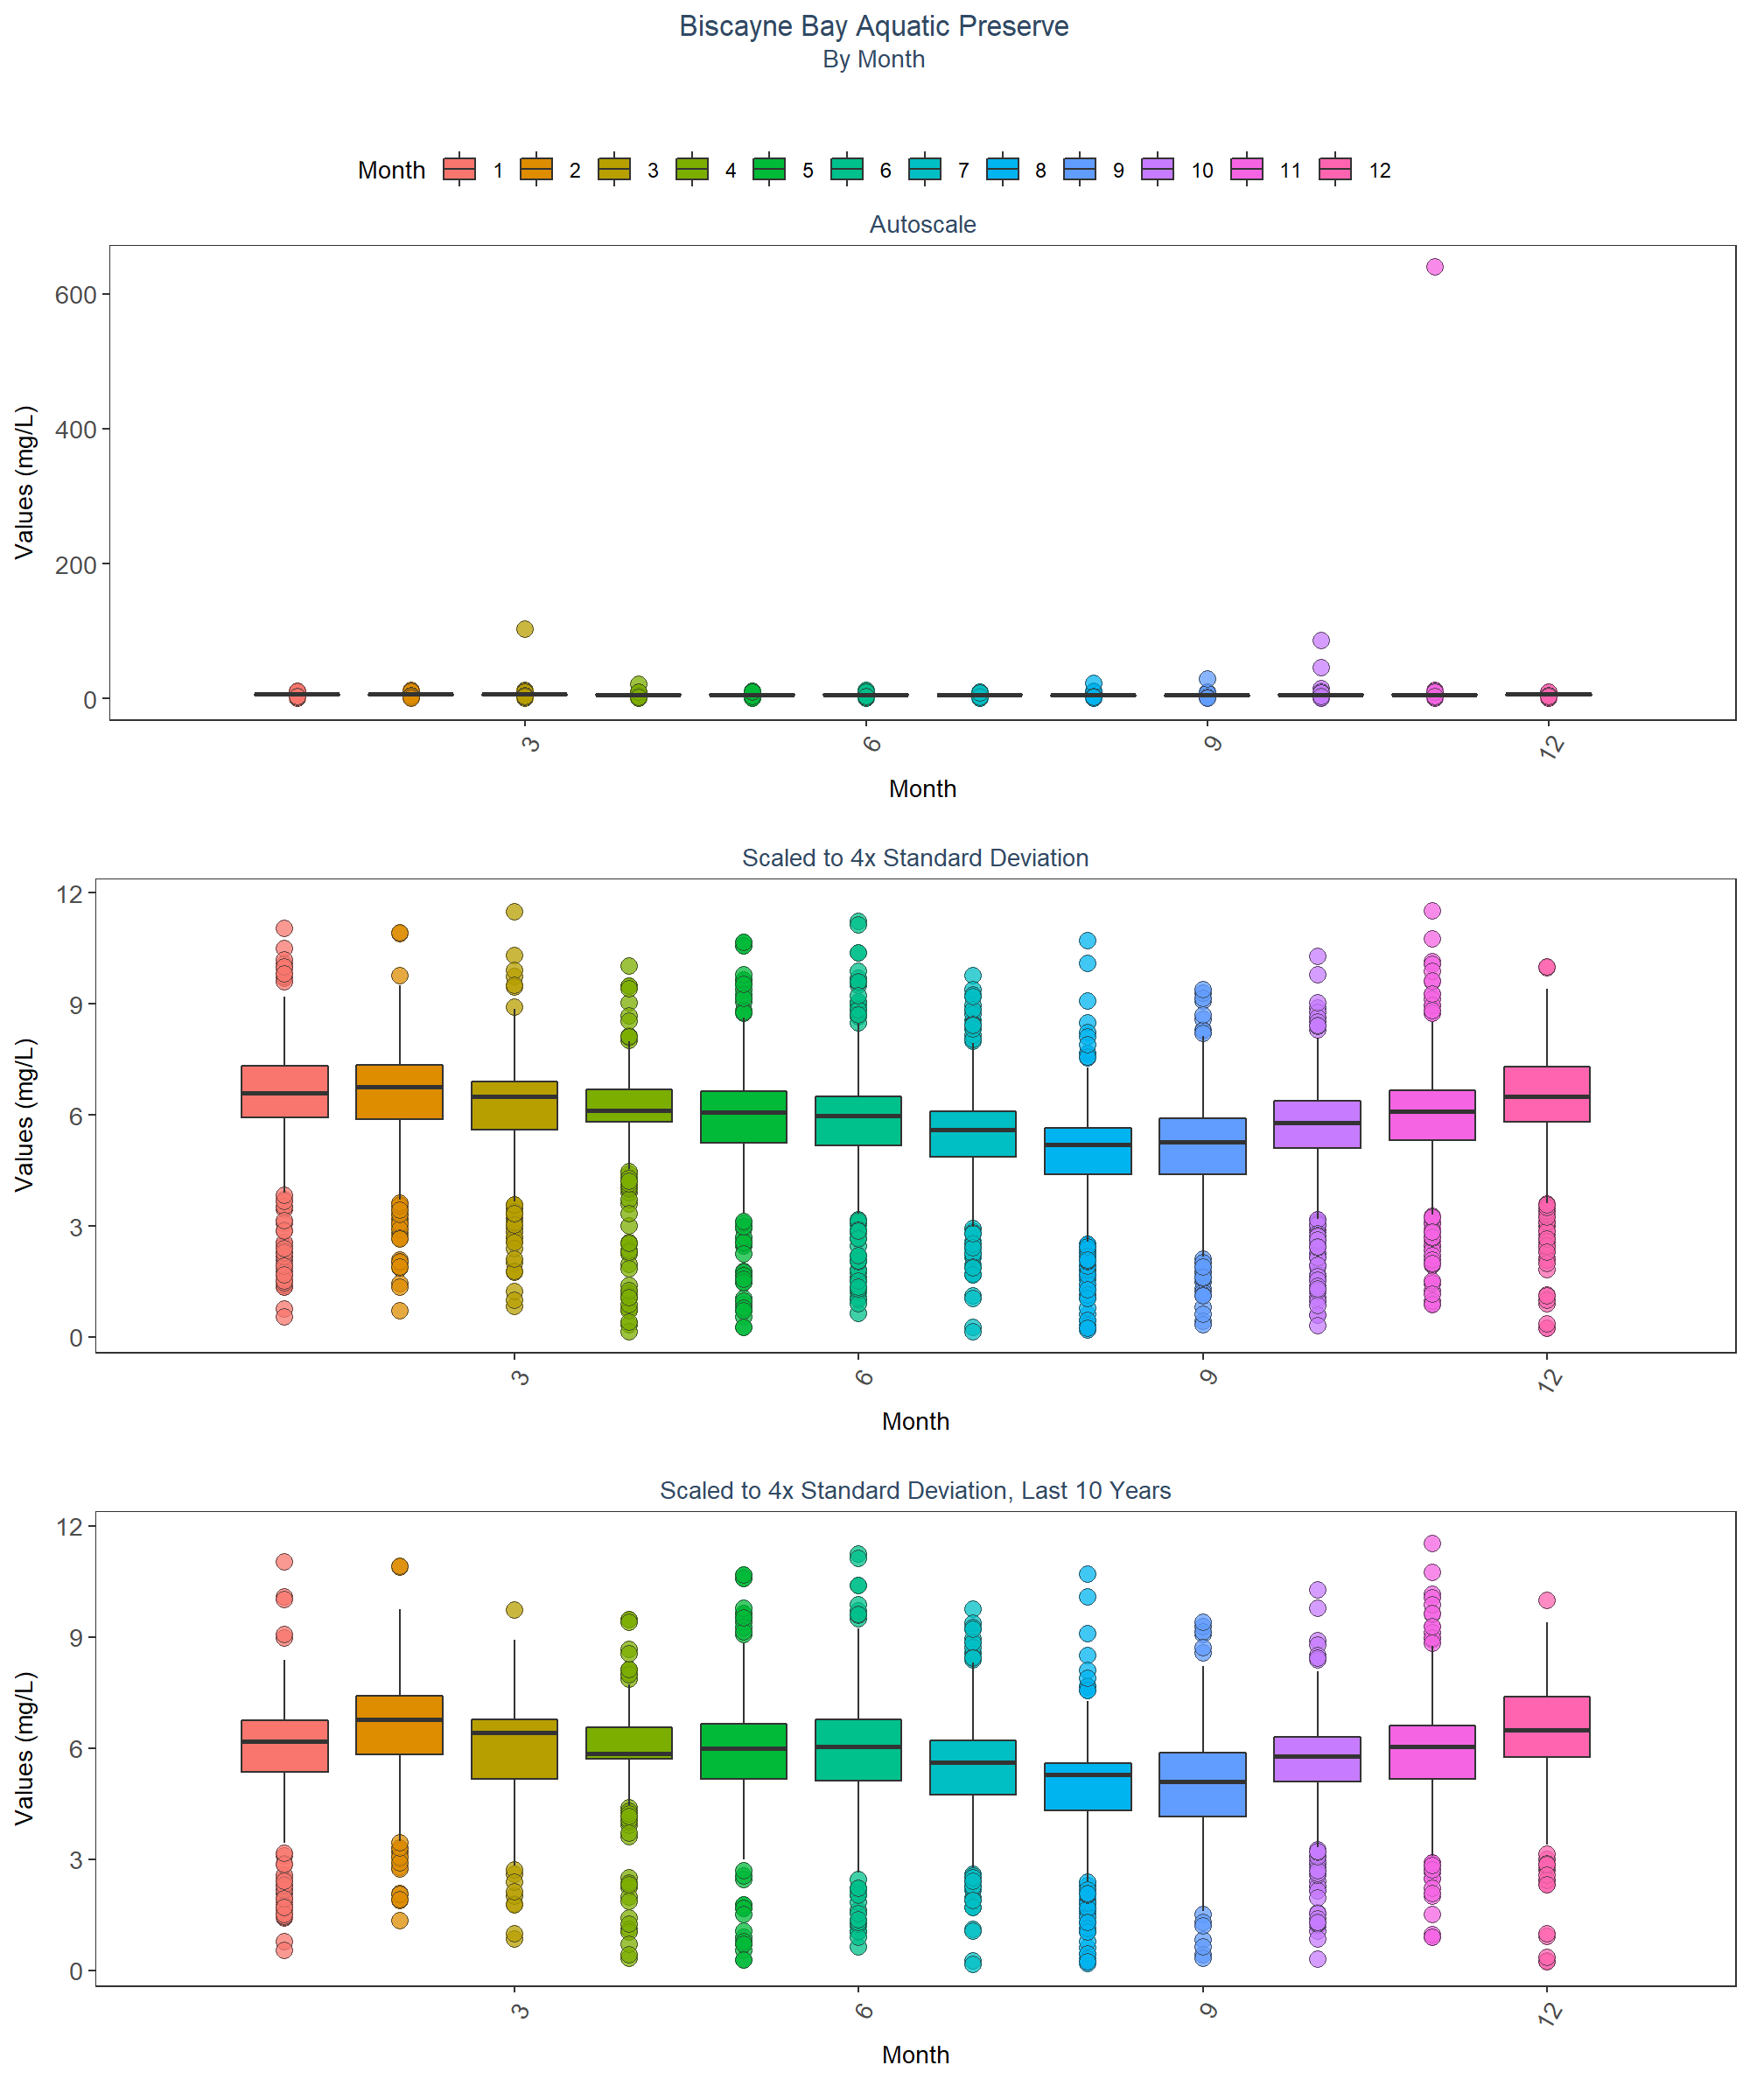 Biscayne Bay Aquatic Preserve
By Month
Month 1 2 3 4 5 6 7 8 9 10 11 12
Autoscale
Values (mg/L)
600
400
200
0
3 6 9 12
Month
Scaled to 4x Standard Deviation
Values (mg/L)
12
9
6
3
0
3 6 9 12
Month
Scaled to 4x Standard Deviation, Last 10 Years
Values (mg/L)
12
9
6
3
0
3 6 9 12
Month